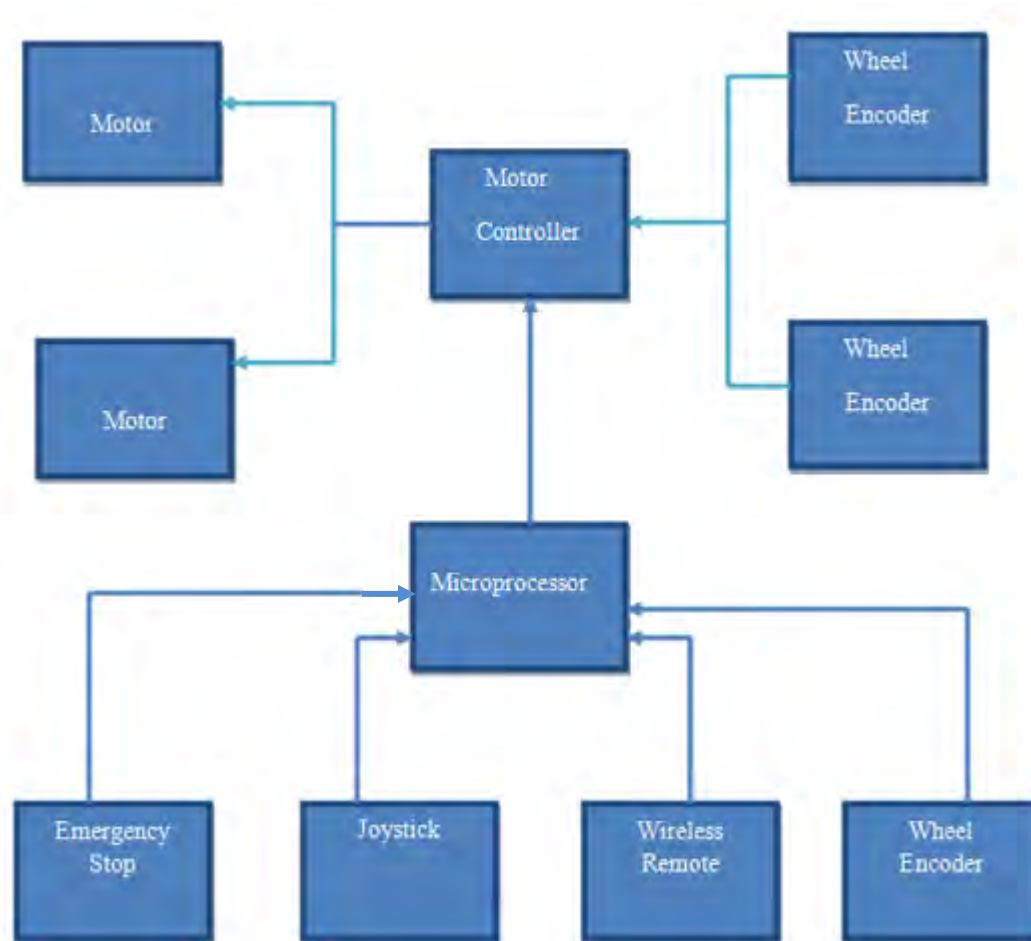 Motor
Wheel
Encoder
Motor
Controller
Motor
Wheel
Encoder
Microprocessor
Emergency
Stop
Joystick
Wireless
Remote
Wheel
Encoder